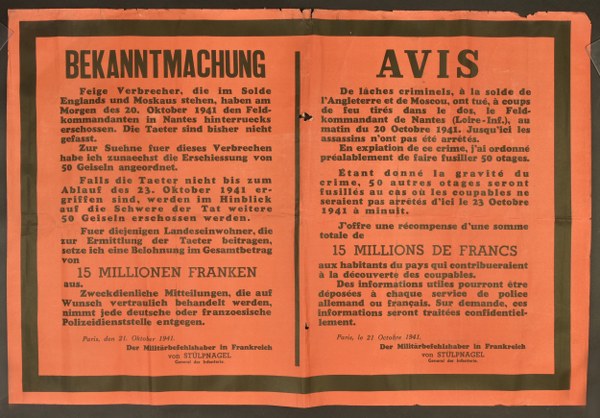 BEKANNTMACHUNG
Feige Verbrecher, die im Solde
Englands und Moskaus stehen, haben am
Morgen des 20. Oktober 1941 den Feld-
kommandanten in Nantes hinterruecks
erschossen. Die Taeter sind bisher nicht
gefasst.
Zur Suehne fuer dieses Verbrechen
habe ich zunaechst die Erschiessung von
50 Geiseln angeordnet.
Falls die Taeter nicht bis zum
Ablauf des 23. Oktober 1941 er-
griffen sind, werden im Hinblick
auf die Schwere der Tat weitere
50 Geiseln erschossen werden.
Fuer diejenigen Landeseinwohner, die
zur Ermittlung der Taeter beitragen,
setze ich eine Belohnung im Gesamtbetrag
von
15 MILLIONEN FRANKEN
aus.
Zweckdienliche Mitteilungen, die auf
Wunsch vertraulich behandelt werden,
nimmt jede deutsche oder franzoesische
Polizeidienststelle entgegen.
Paris, den 21. Oktober 1941.
Der Militärbefehlshaber in Frankreich
von STÜLPNAGEL
General der Infanterie.
AVIS
De lâches criminels, à la solde de
l'Angleterre et de Moscou, ont tué, à coups
de feu tirés dans le dos, le Feld-
kommandant de Nantes (Loire-Inf.), au
matin du 20 Octobre 1941. Jusqu'ici les
assassins n'ont pas été arrêtés.
En expiation de ce crime, j'ai ordonné
préalablement de faire fusiller 50 otages.
Étant donné la gravité du
crime, 50 autres otages seront
fusillés au cas où les coupables ne
seraient pas arrêtés d'ici le 23 Octobre
1941 à minuit.
J'offre une récompense d'une somme
totale de
15 MILLIONS DE FRANCS
aux habitants du pays qui contribueraient
à la découverte des coupables.
Des informations utiles pourront être
déposées à chaque service de police
allemand ou français. Sur demande, ces
informations seront traitées confidentiel-
lement.
Paris, le 21 Octobre 1941.
Der Militärbefehlshaber in Frankreich
von STÜLPNAGEL
General der Infanterie.